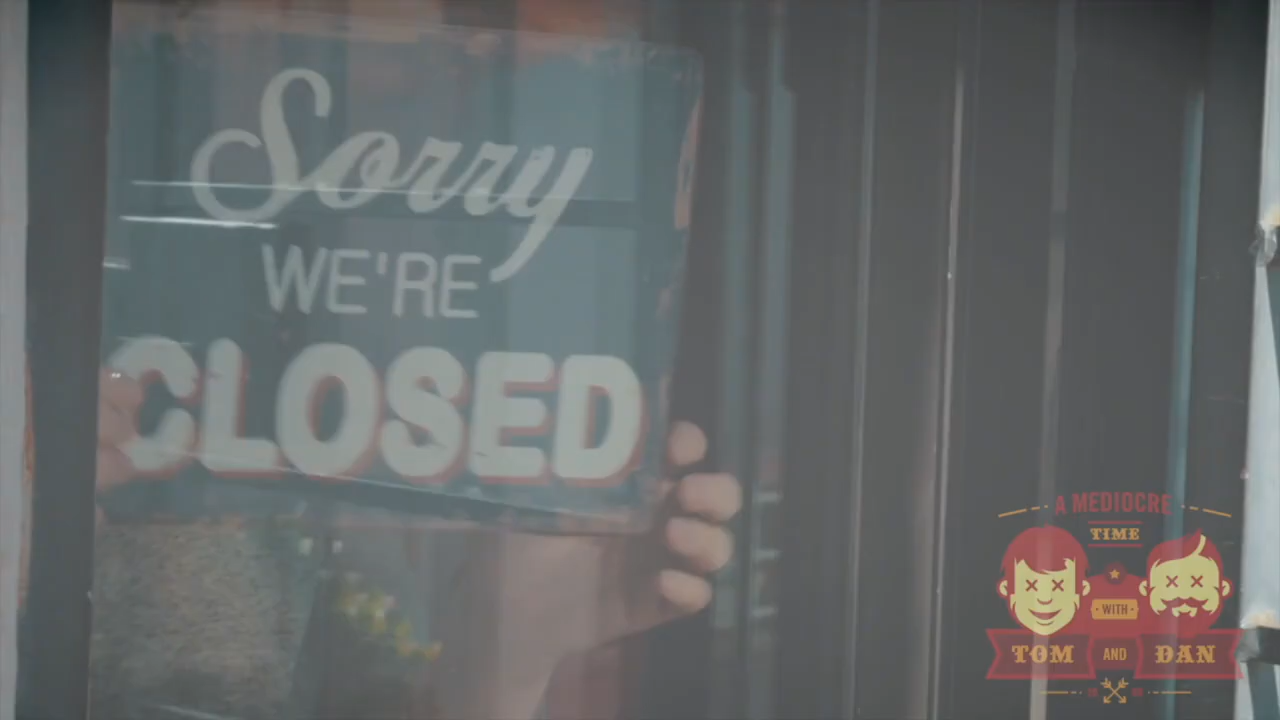 Sorry
WE'RE
CLOSED
A MEDIOCRE
TIME
WITH
TOM AND DAN